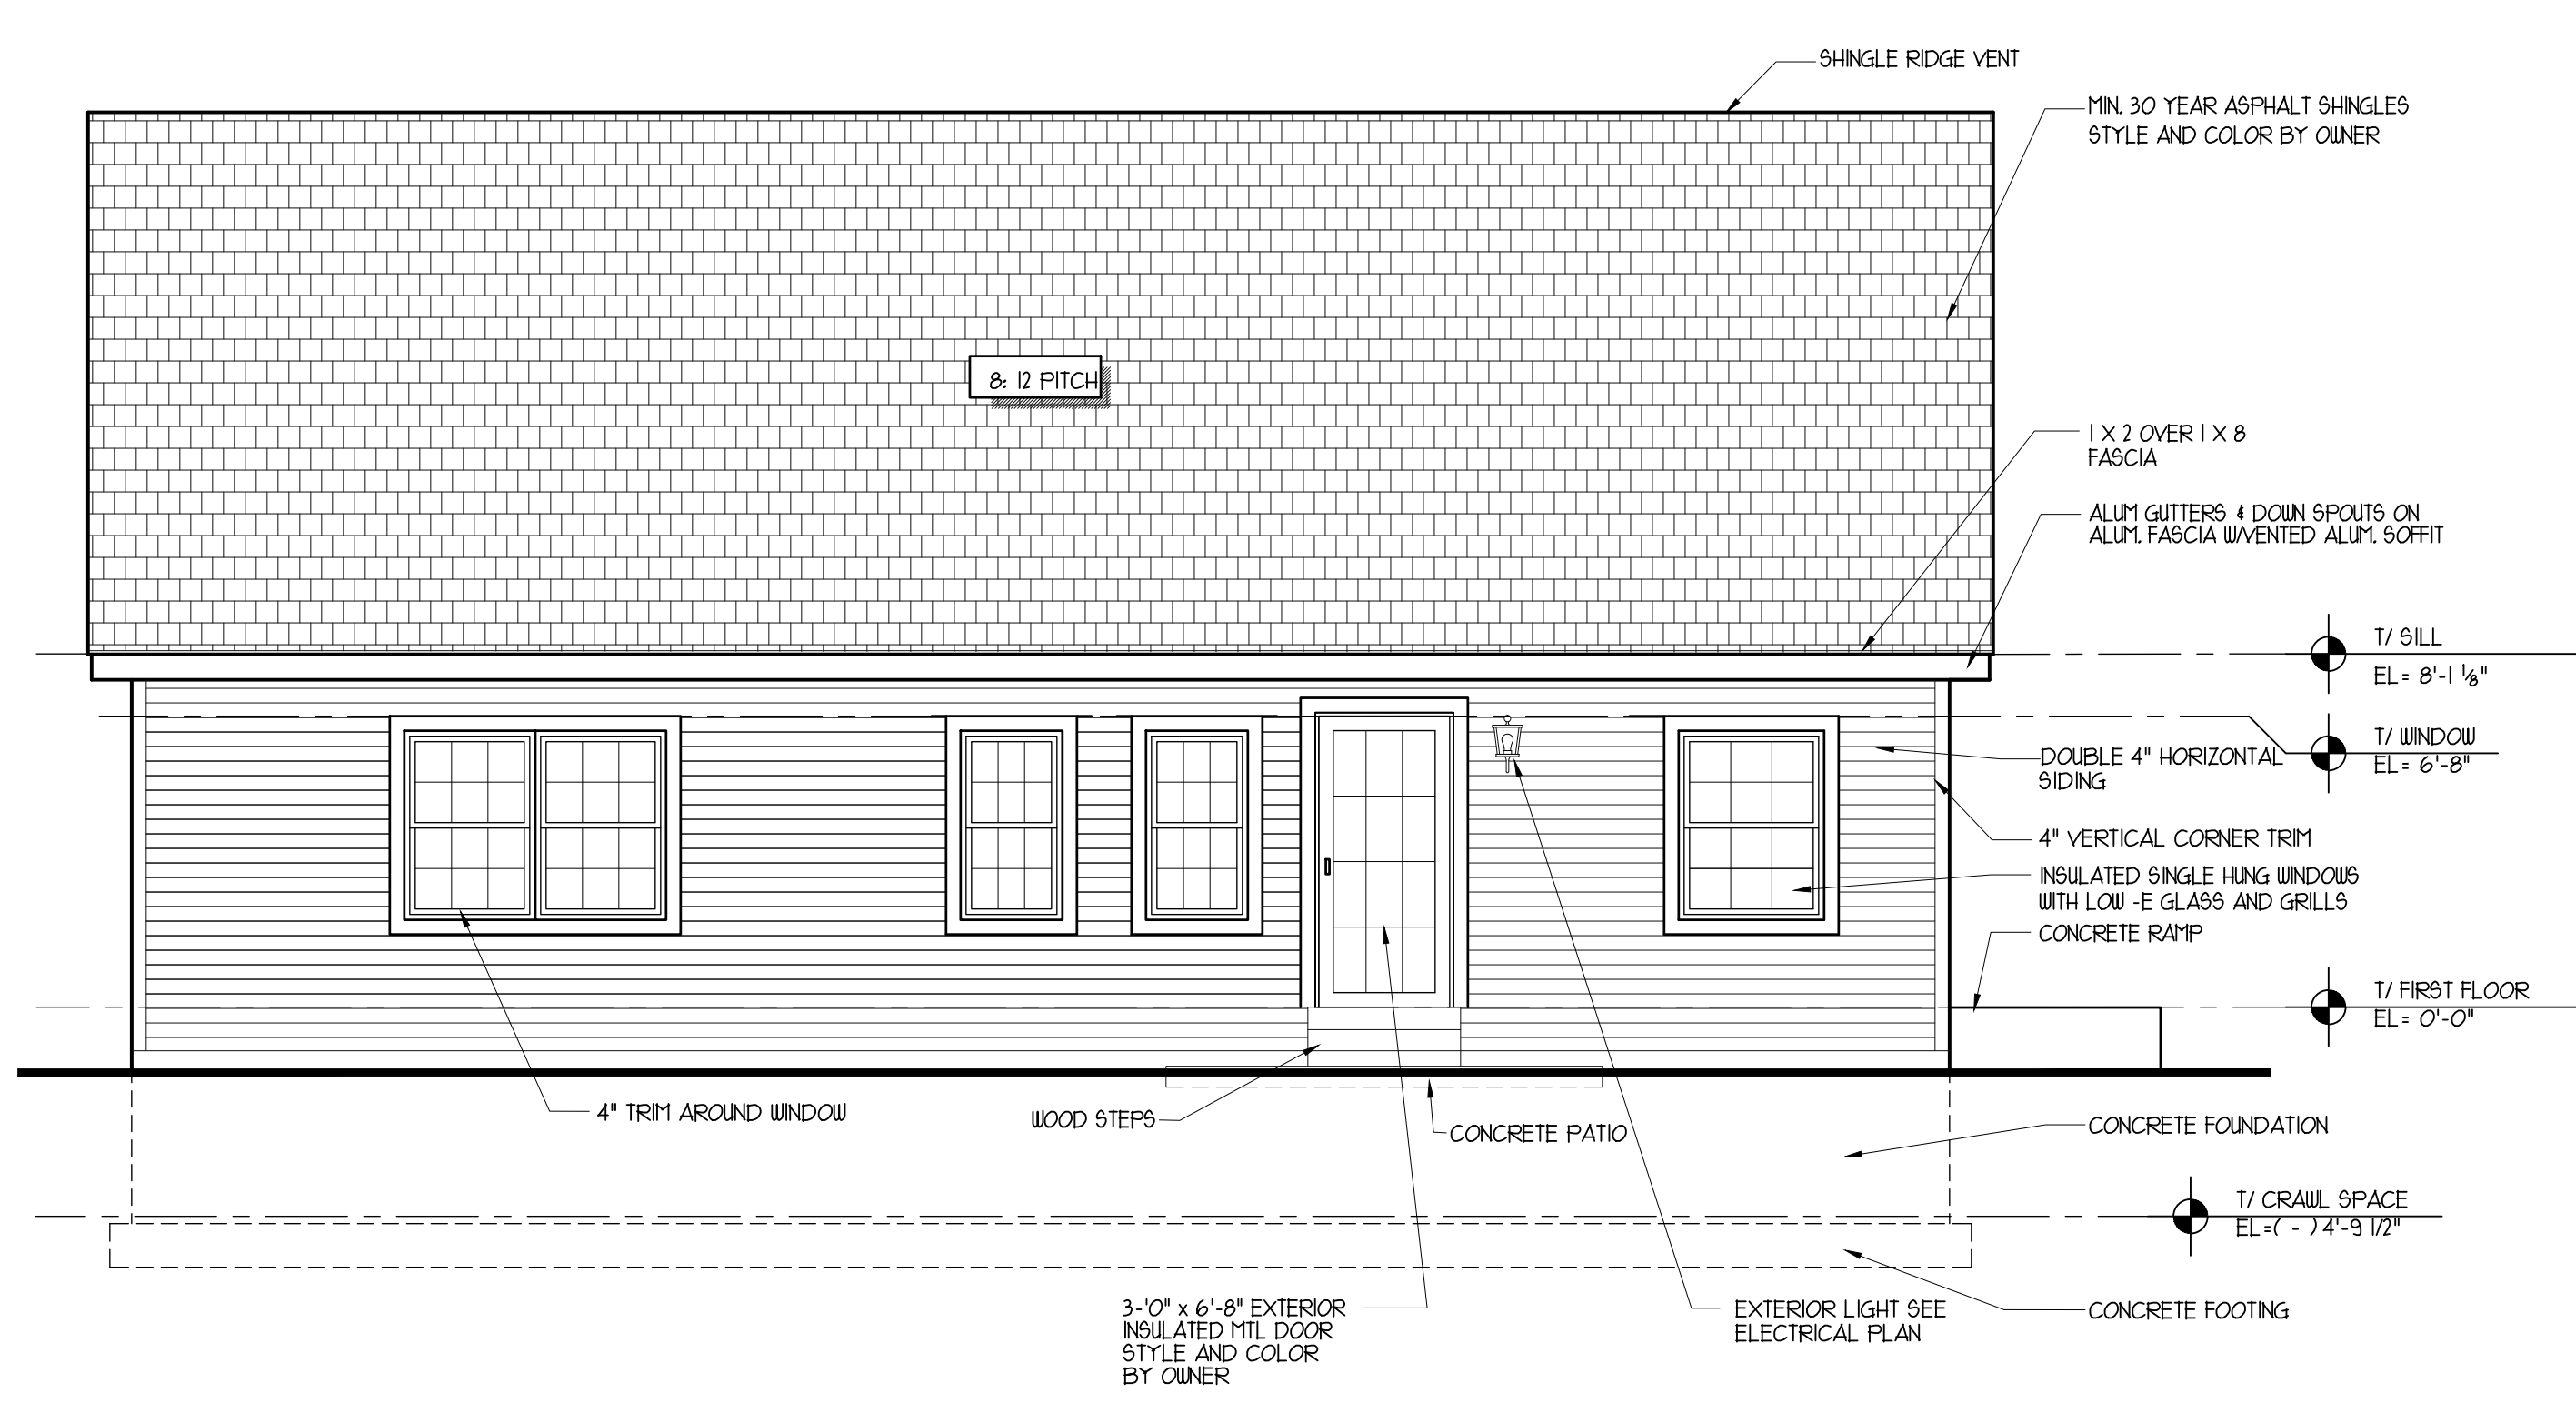 SHINGLE RIDGE VENT
MIN. 30 YEAR ASPHALT SHINGLES
STYLE AND COLOR BY OWNER
8: 12 PITCH
1 X 2 OVER 1 X 8
FASCIA
ALUM GUTTERS & DOWN SPOUTS ON
ALUM. FASCIA W/VENTED ALUM. SOFFIT
T/ SILL
EL= 8'-1 1/8"
T/ WINDOW
EL= 6'-8"
DOUBLE 4" HORIZONTAL
SIDING
4" VERTICAL CORNER TRIM
INSULATED SINGLE HUNG WINDOWS
WITH LOW -E GLASS AND GRILLS
CONCRETE RAMP
T/ FIRST FLOOR
EL= 0'-0"
4" TRIM AROUND WINDOW
WOOD STEPS
CONCRETE PATIO
CONCRETE FOUNDATION
T/ CRAWL SPACE
EL=( - ) 4'-9 1/2"
3-'0" x 6'-8" EXTERIOR
INSULATED MTL DOOR
STYLE AND COLOR
BY OWNER
EXTERIOR LIGHT SEE
ELECTRICAL PLAN
CONCRETE FOOTING